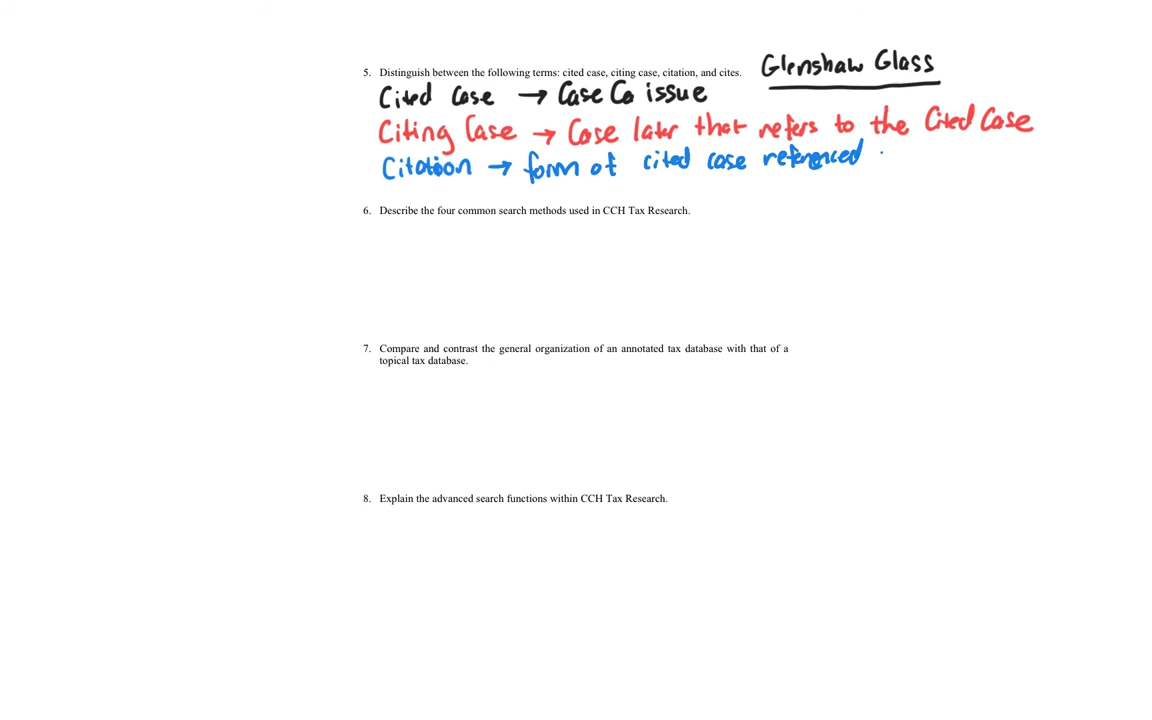 5. Distinguish between the following terms: cited case, citing case, citation, and cites. Glenshaw Glass
Cited Case → Case @ issue
Citing Case → Case later that refers to the Cited Case
Citation → form of cited case referenced .
6. Describe the four common search methods used in CCH Tax Research.
7. Compare and contrast the general organization of an annotated tax database with that of a
topical tax database.
8. Explain the advanced search functions within CCH Tax Research.